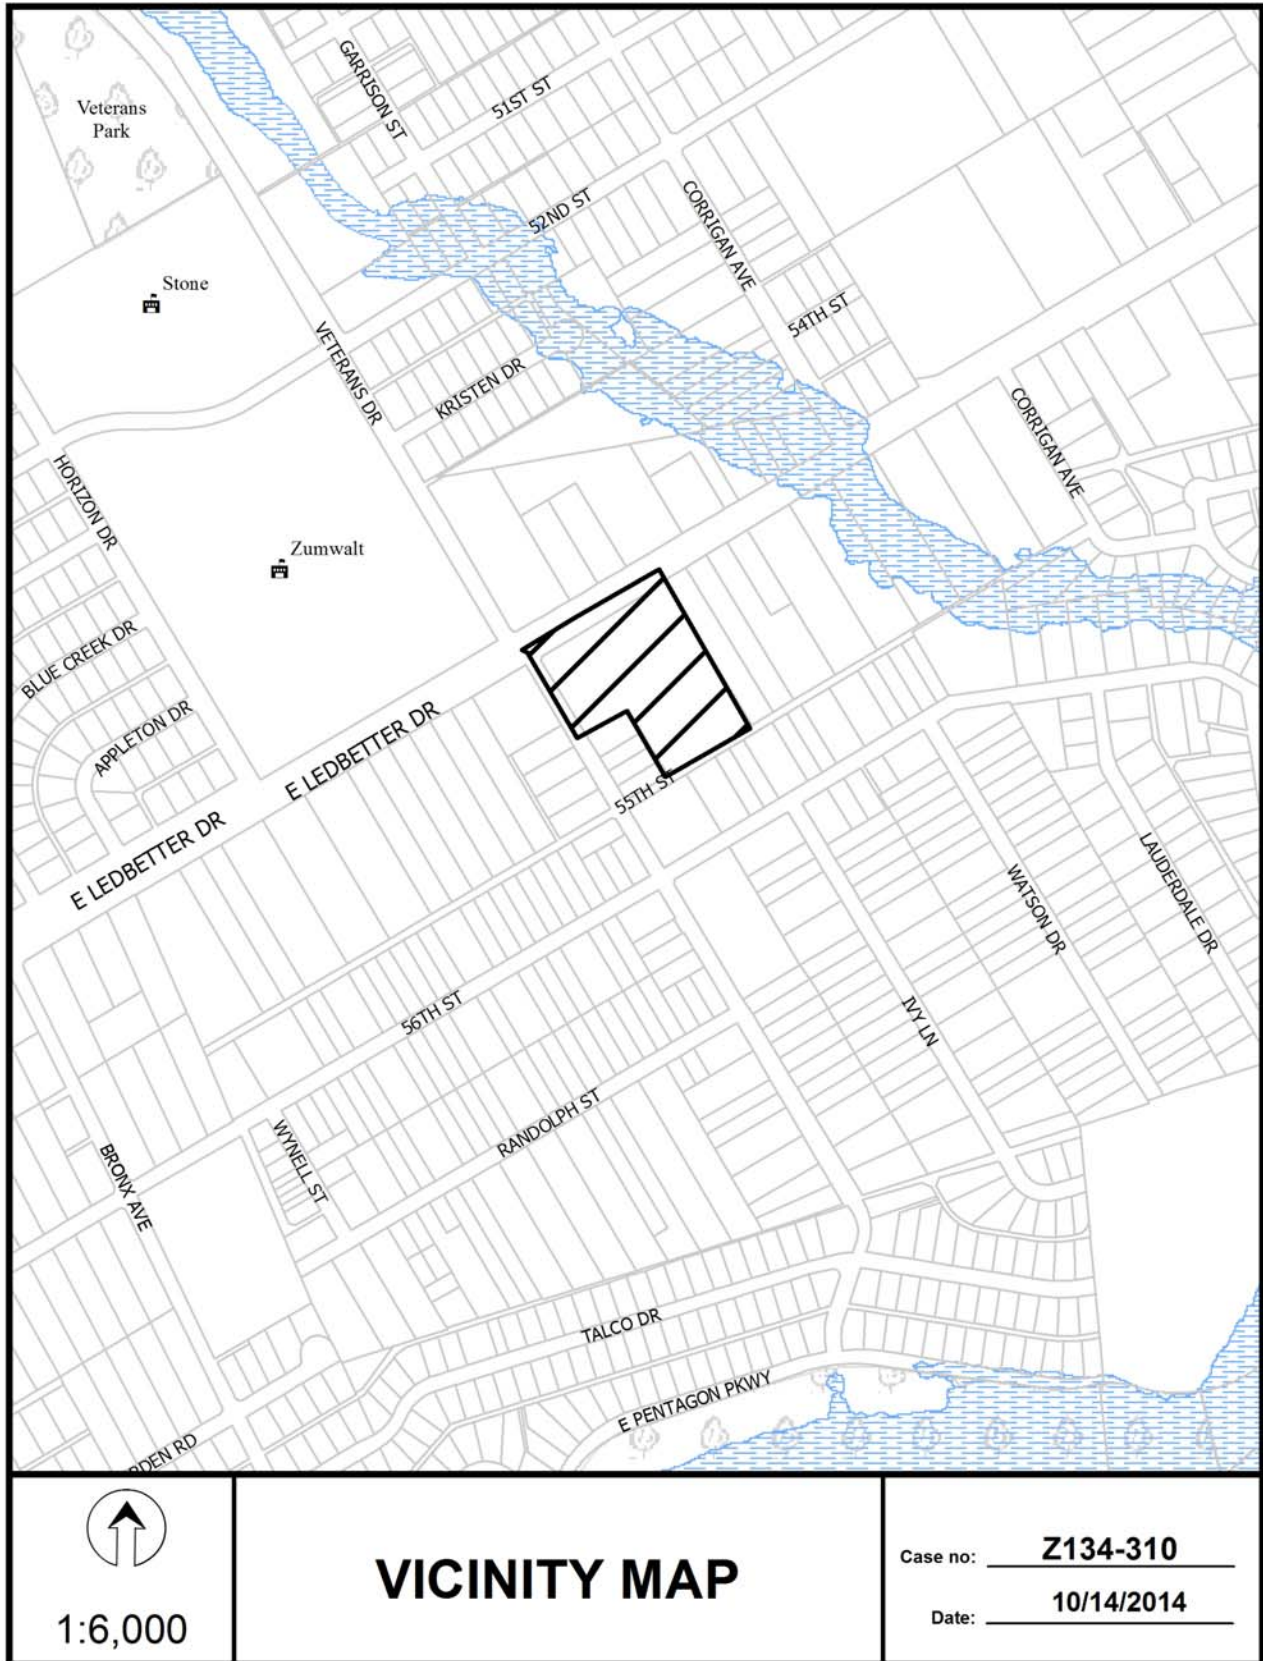 GARRISON ST
51ST ST
Veterans
Park
52ND ST
CORRIGAN AVE
Stone
54TH ST
VETERANS DR
KRISTEN DR
CORRIGAN AVE
HORIZON DR
Zumwalt
BLUE CREEK DR
APPLETON DR
E LEDBETTER DR
55TH ST
E LEDBETTER DR
LAUDERDALE DR
WATSON DR
56TH ST
IVY LN
RANDOLPH ST
WYNELL ST
BRONX AVE
TALCO DR
E PENTAGON PKWY
RDEN RD
1:6,000
VICINITY MAP
Case no: Z134-310
Date: 10/14/2014